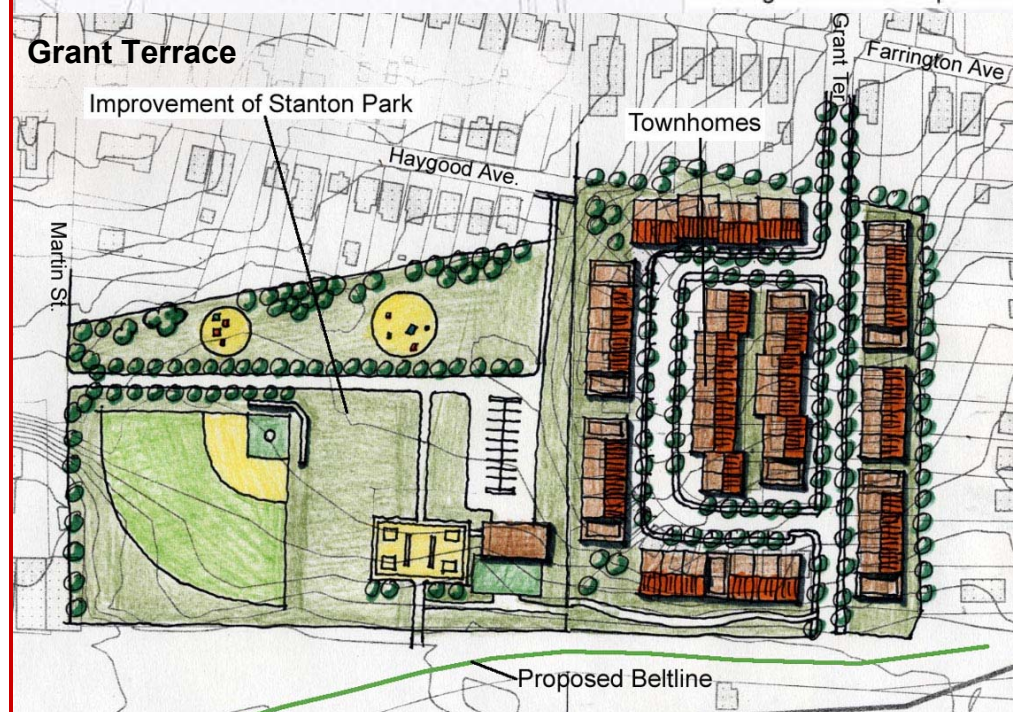 Grant Terrace
Improvement of Stanton Park
Townhomes
Grant Ter.
Farrington Ave
Haygood Ave.
Martin St.
Proposed Beltline